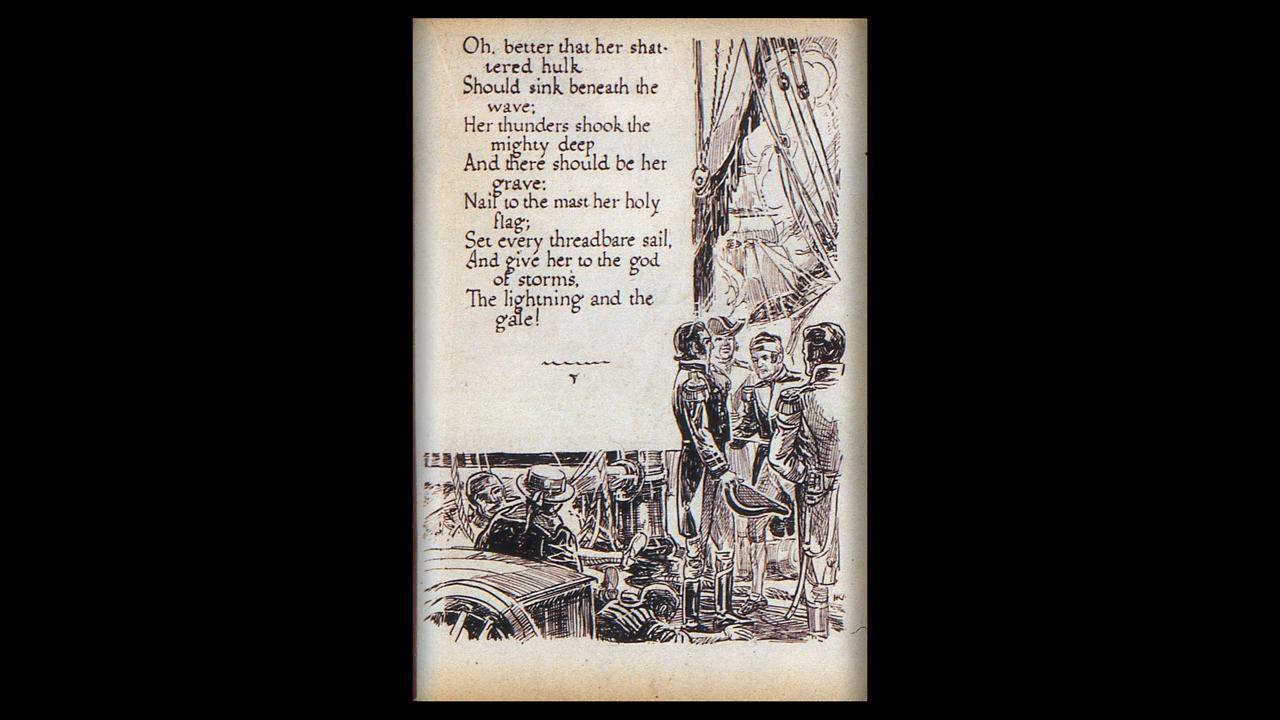 Oh, better that her shat-
tered hulk
Should sink beneath the
wave;
Her thunders shook the
mighty deep
And there should be her
grave:
Nail to the mast her holy
flag;
Set every threadbare sail,
And give her to the god
of storms,
The lightning and the
gale!